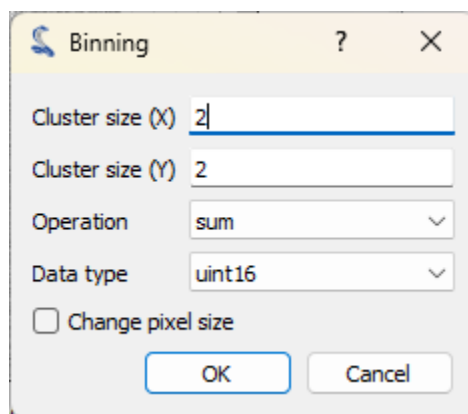 Binning ?
Cluster size (X) 2
Cluster size (Y) 2
Operation sum
Data type uint16
Change pixel size
OK Cancel